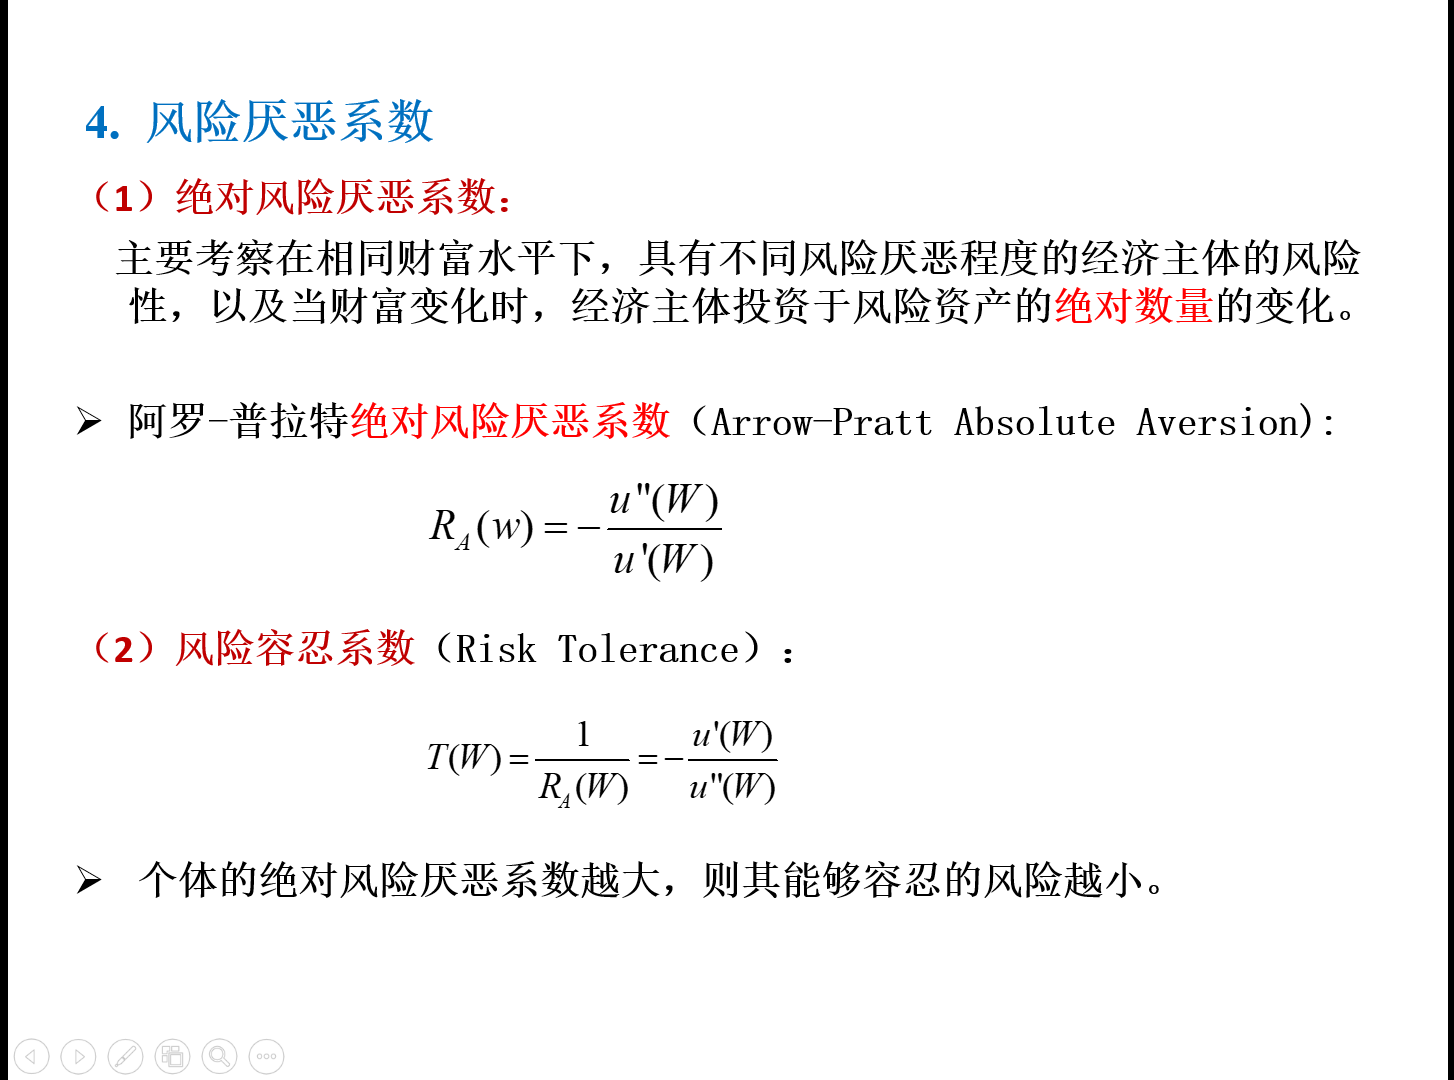 4. 风险厌恶系数
（1）绝对风险厌恶系数：
主要考察在相同财富水平下，具有不同风险厌恶程度的经济主体的风险
性，以及当财富变化时，经济主体投资于风险资产的绝对数量的变化。
➢ 阿罗-普拉特绝对风险厌恶系数（Arrow-Pratt Absolute Aversion):
R_A(w) = − u''(W) / u'(W)
（2）风险容忍系数（Risk Tolerance）：
T(W) = 1 / R_A(W) = − u'(W) / u''(W)
➢ 个体的绝对风险厌恶系数越大，则其能够容忍的风险越小。